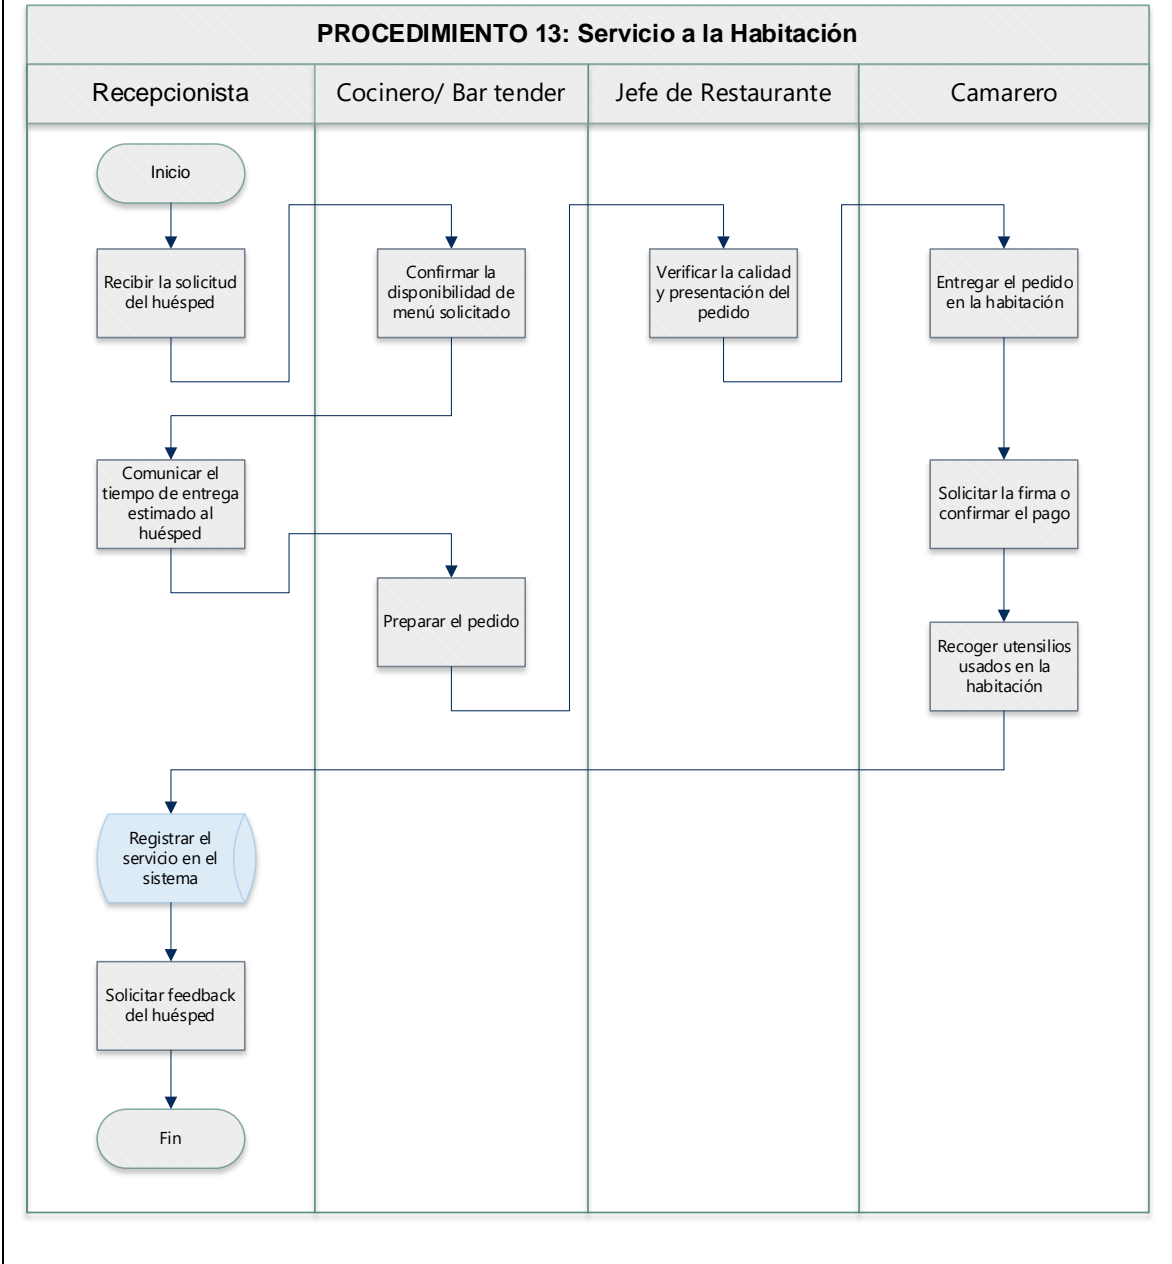 PROCEDIMIENTO 13: Servicio a la Habitación
Recepcionista
Cocinero/ Bar tender
Jefe de Restaurante
Camarero
Inicio
Recibir la solicitud
del huésped
Confirmar la
disponibilidad de
menú solicitado
Verificar la calidad
y presentación del
pedido
Entregar el pedido
en la habitación
Comunicar el
tiempo de entrega
estimado al
huésped
Solicitar la firma o
confirmar el pago
Preparar el pedido
Recoger utensilios
usados en la
habitación
Registrar el
servicio en el
sistema
Solicitar feedback
del huésped
Fin